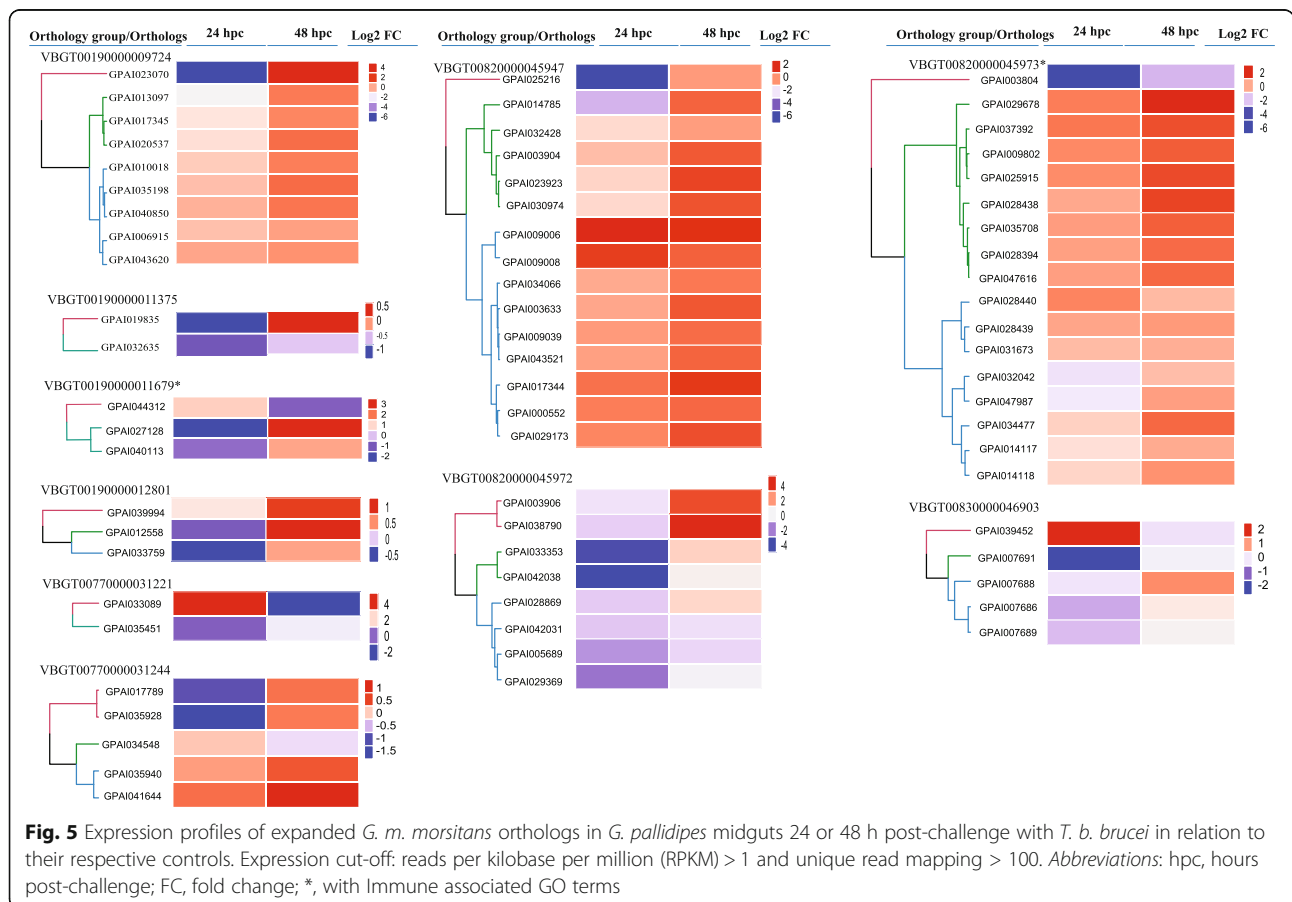 Orthology group/Orthologs 24 hpc 48 hpc Log2 FC
VBGT00190000009724
GPAI023070
GPAI013097
GPAI017345
GPAI020537
GPAI010018
GPAI035198
GPAI040850
GPAI006915
GPAI043620
4
2
0
-2
-4
-6
VBGT00190000011375
GPAI019835
GPAI032635
0.5
0
-0.5
-1
VBGT00190000011679*
GPAI044312
GPAI027128
GPAI040113
3
2
1
0
-1
-2
VBGT00190000012801
GPAI039994
GPAI012558
GPAI033759
1
0.5
0
-0.5
VBGT00770000031221
GPAI033089
GPAI035451
4
2
0
-2
VBGT00770000031244
GPAI017789
GPAI035928
GPAI034548
GPAI035940
GPAI041644
1
0.5
0
-0.5
-1
-1.5
Orthology group/Orthologs 24 hpc 48 hpc Log2 FC
VBGT00820000045947
GPAI025216
GPAI014785
GPAI032428
GPAI003904
GPAI023923
GPAI030974
GPAI009006
GPAI009008
GPAI034066
GPAI003633
GPAI009039
GPAI043521
GPAI017344
GPAI000552
GPAI029173
2
0
-2
-4
-6
VBGT00820000045972
GPAI003906
GPAI038790
GPAI033353
GPAI042038
GPAI028869
GPAI042031
GPAI005689
GPAI029369
4
2
0
-2
-4
Orthology group/Orthologs 24 hpc 48 hpc Log2 FC
VBGT00820000045973*
GPAI003804
GPAI029678
GPAI037392
GPAI009802
GPAI025915
GPAI028438
GPAI035708
GPAI028394
GPAI047616
GPAI028440
GPAI028439
GPAI031673
GPAI032042
GPAI047987
GPAI034477
GPAI014117
GPAI014118
2
0
-2
-4
-6
VBGT00830000046903
GPAI039452
GPAI007691
GPAI007688
GPAI007686
GPAI007689
2
1
0
-1
-2
Fig. 5 Expression profiles of expanded G. m. morsitans orthologs in G. pallidipes midguts 24 or 48 h post-challenge with T. b. brucei in relation to
their respective controls. Expression cut-off: reads per kilobase per million (RPKM) > 1 and unique read mapping > 100. Abbreviations: hpc, hours
post-challenge; FC, fold change; *, with Immune associated GO terms